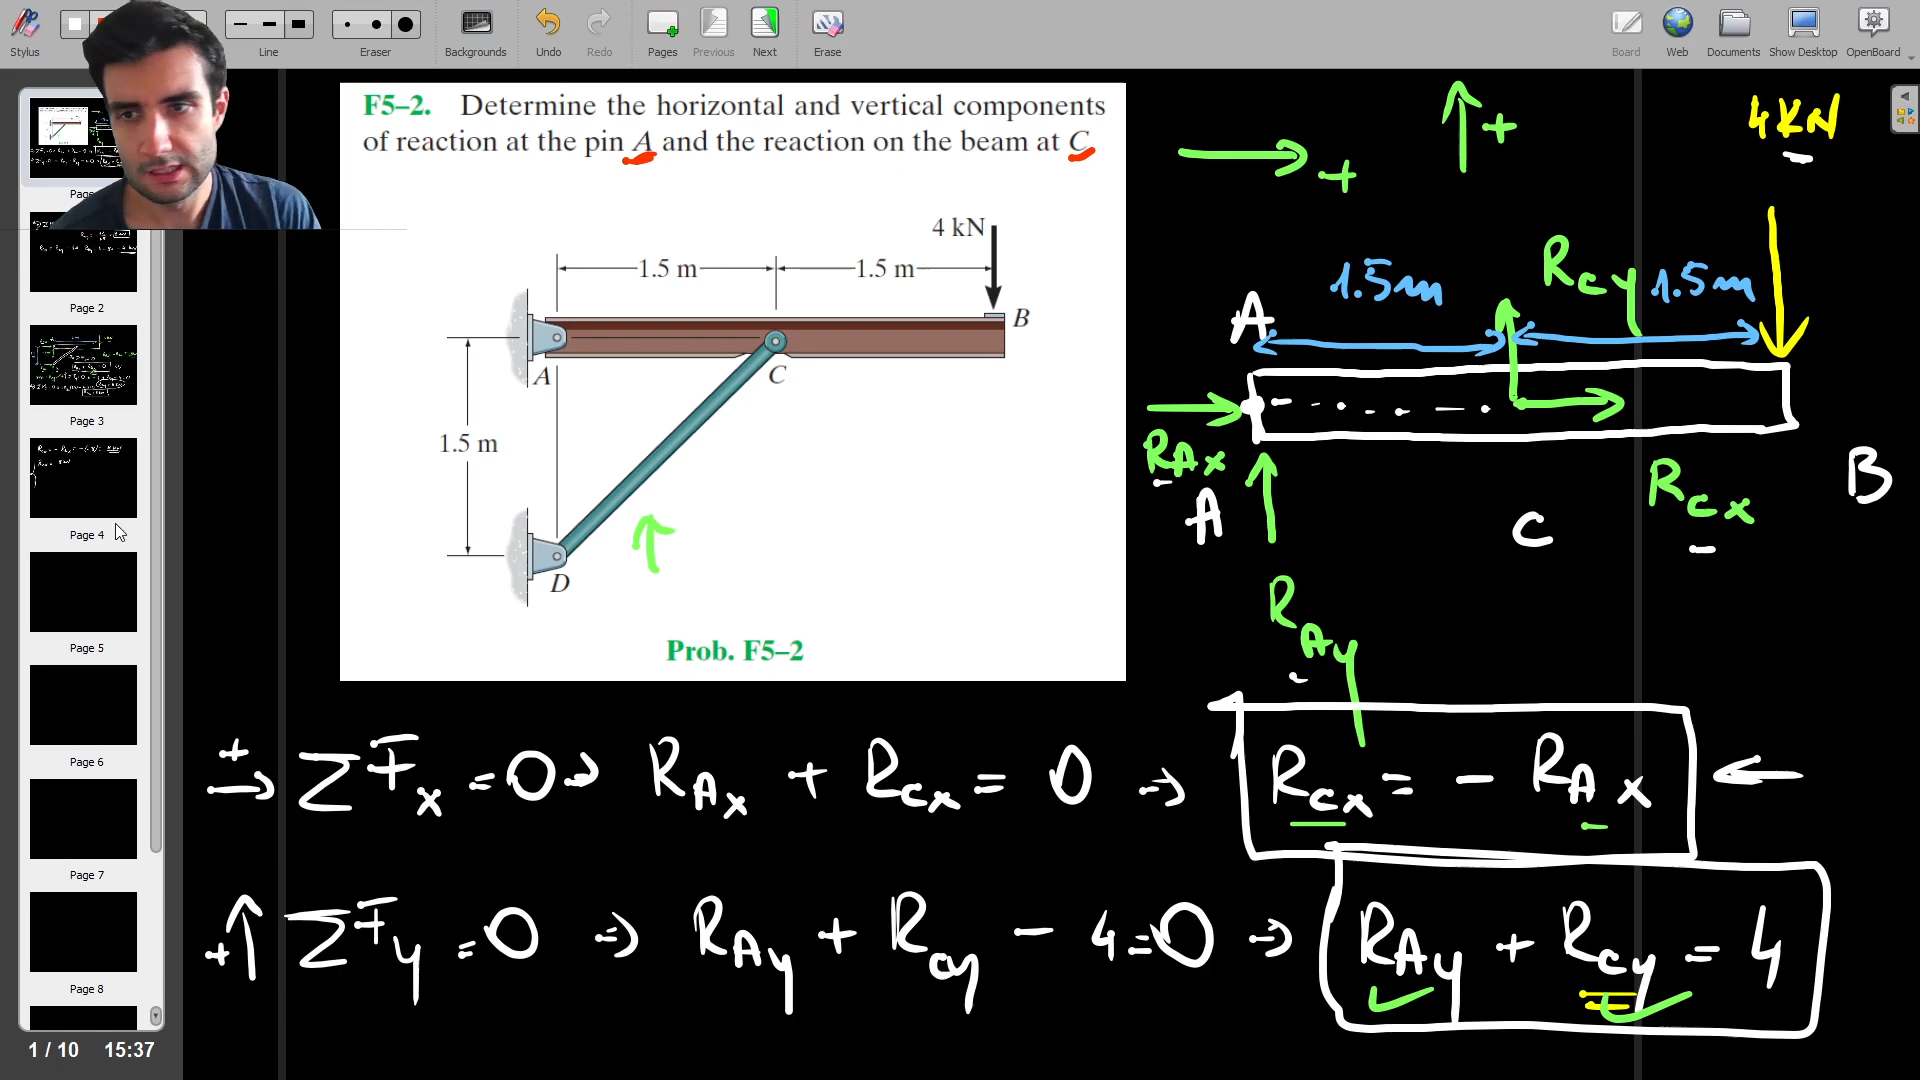 Stylus
Line
Eraser
Backgrounds
Undo
Redo
Pages
Previous
Next
Erase
Board
Web
Documents
Show Desktop
OpenBoard
Page 2
Page 3
Page 4
Page 5
Page 6
Page 7
Page 8
1 / 10 15:37
F5–2. Determine the horizontal and vertical components
of reaction at the pin A and the reaction on the beam at C
4 kN
1.5 m 1.5 m
B
A
C
1.5 m
D
Prob. F5–2
+
+
4 kN
A
1.5m
RCy
1.5m
RAx
A
C
RCx
B
RAy
+→ ΣFx = 0 ⇒ RAx + RCx = 0 ⇒ RCx = - RAx ←
+↑ ΣFy = 0 ⇒ RAy + RCy - 4 = 0 ⇒ RAy + RCy = 4